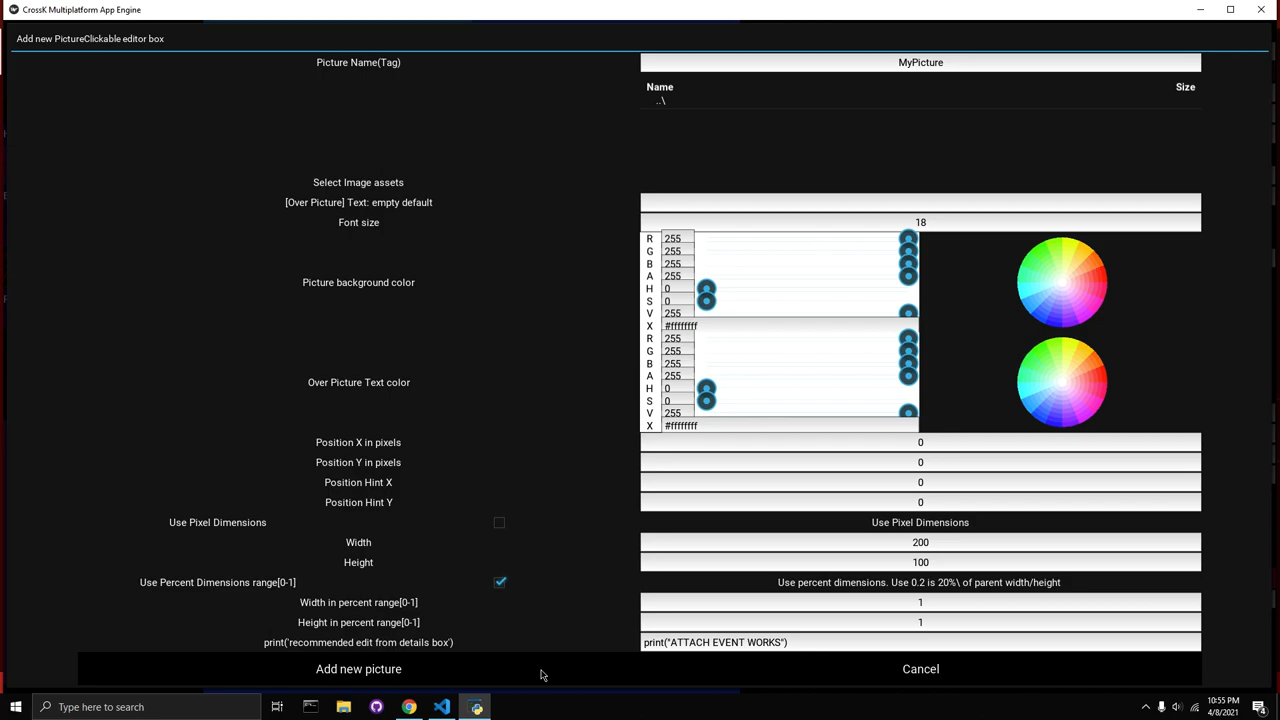 CrossK Multiplatform App Engine
Add new PictureClickable editor box
Picture Name(Tag) MyPicture
Name Size
..\
Select Image assets
[Over Picture] Text: empty default
Font size 18
Picture background color
R 255
G 255
B 255
A 255
H 0
S 0
V 255
X #ffffffff
Over Picture Text color
R 255
G 255
B 255
A 255
H 0
S 0
V 255
X #ffffffff
Position X in pixels 0
Position Y in pixels 0
Position Hint X 0
Position Hint Y 0
Use Pixel Dimensions Use Pixel Dimensions
Width 200
Height 100
Use Percent Dimensions range[0-1] Use percent dimensions. Use 0.2 is 20%\ of parent width/height
Width in percent range[0-1] 1
Height in percent range[0-1] 1
print('recommended edit from details box') print("ATTACH EVENT WORKS")
Add new picture Cancel
Type here to search
10:55 PM
4/8/2021
4